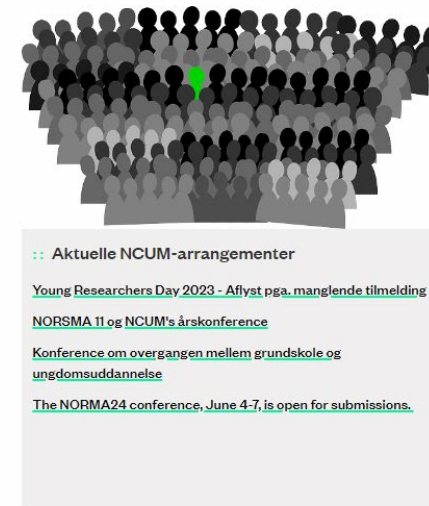 :: Aktuelle NCUM-arrangementer
Young Researchers Day 2023 - Aflyst pga. manglende tilmelding
NORSMA 11 og NCUM's årskonference
Konference om overgangen mellem grundskole og
ungdomsuddannelse
The NORMA24 conference, June 4-7, is open for submissions.